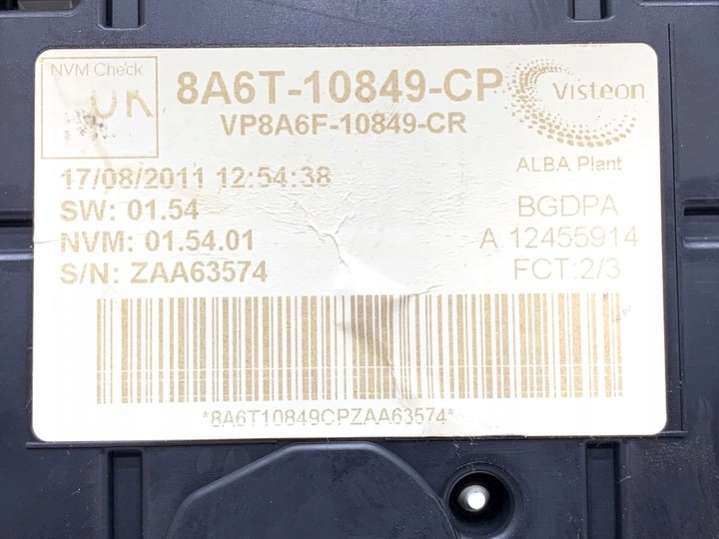 NVM Check
OK
8A6T-10849-CP
VP8A6F-10849-CR
Visteon
ALBA Plant
17/08/2011 12:54:38
SW: 01.54
NVM: 01.54.01
S/N: ZAA63574
BGDPA
A 12455914
FCT:2/3
*8A6T10849CPZAA63574*